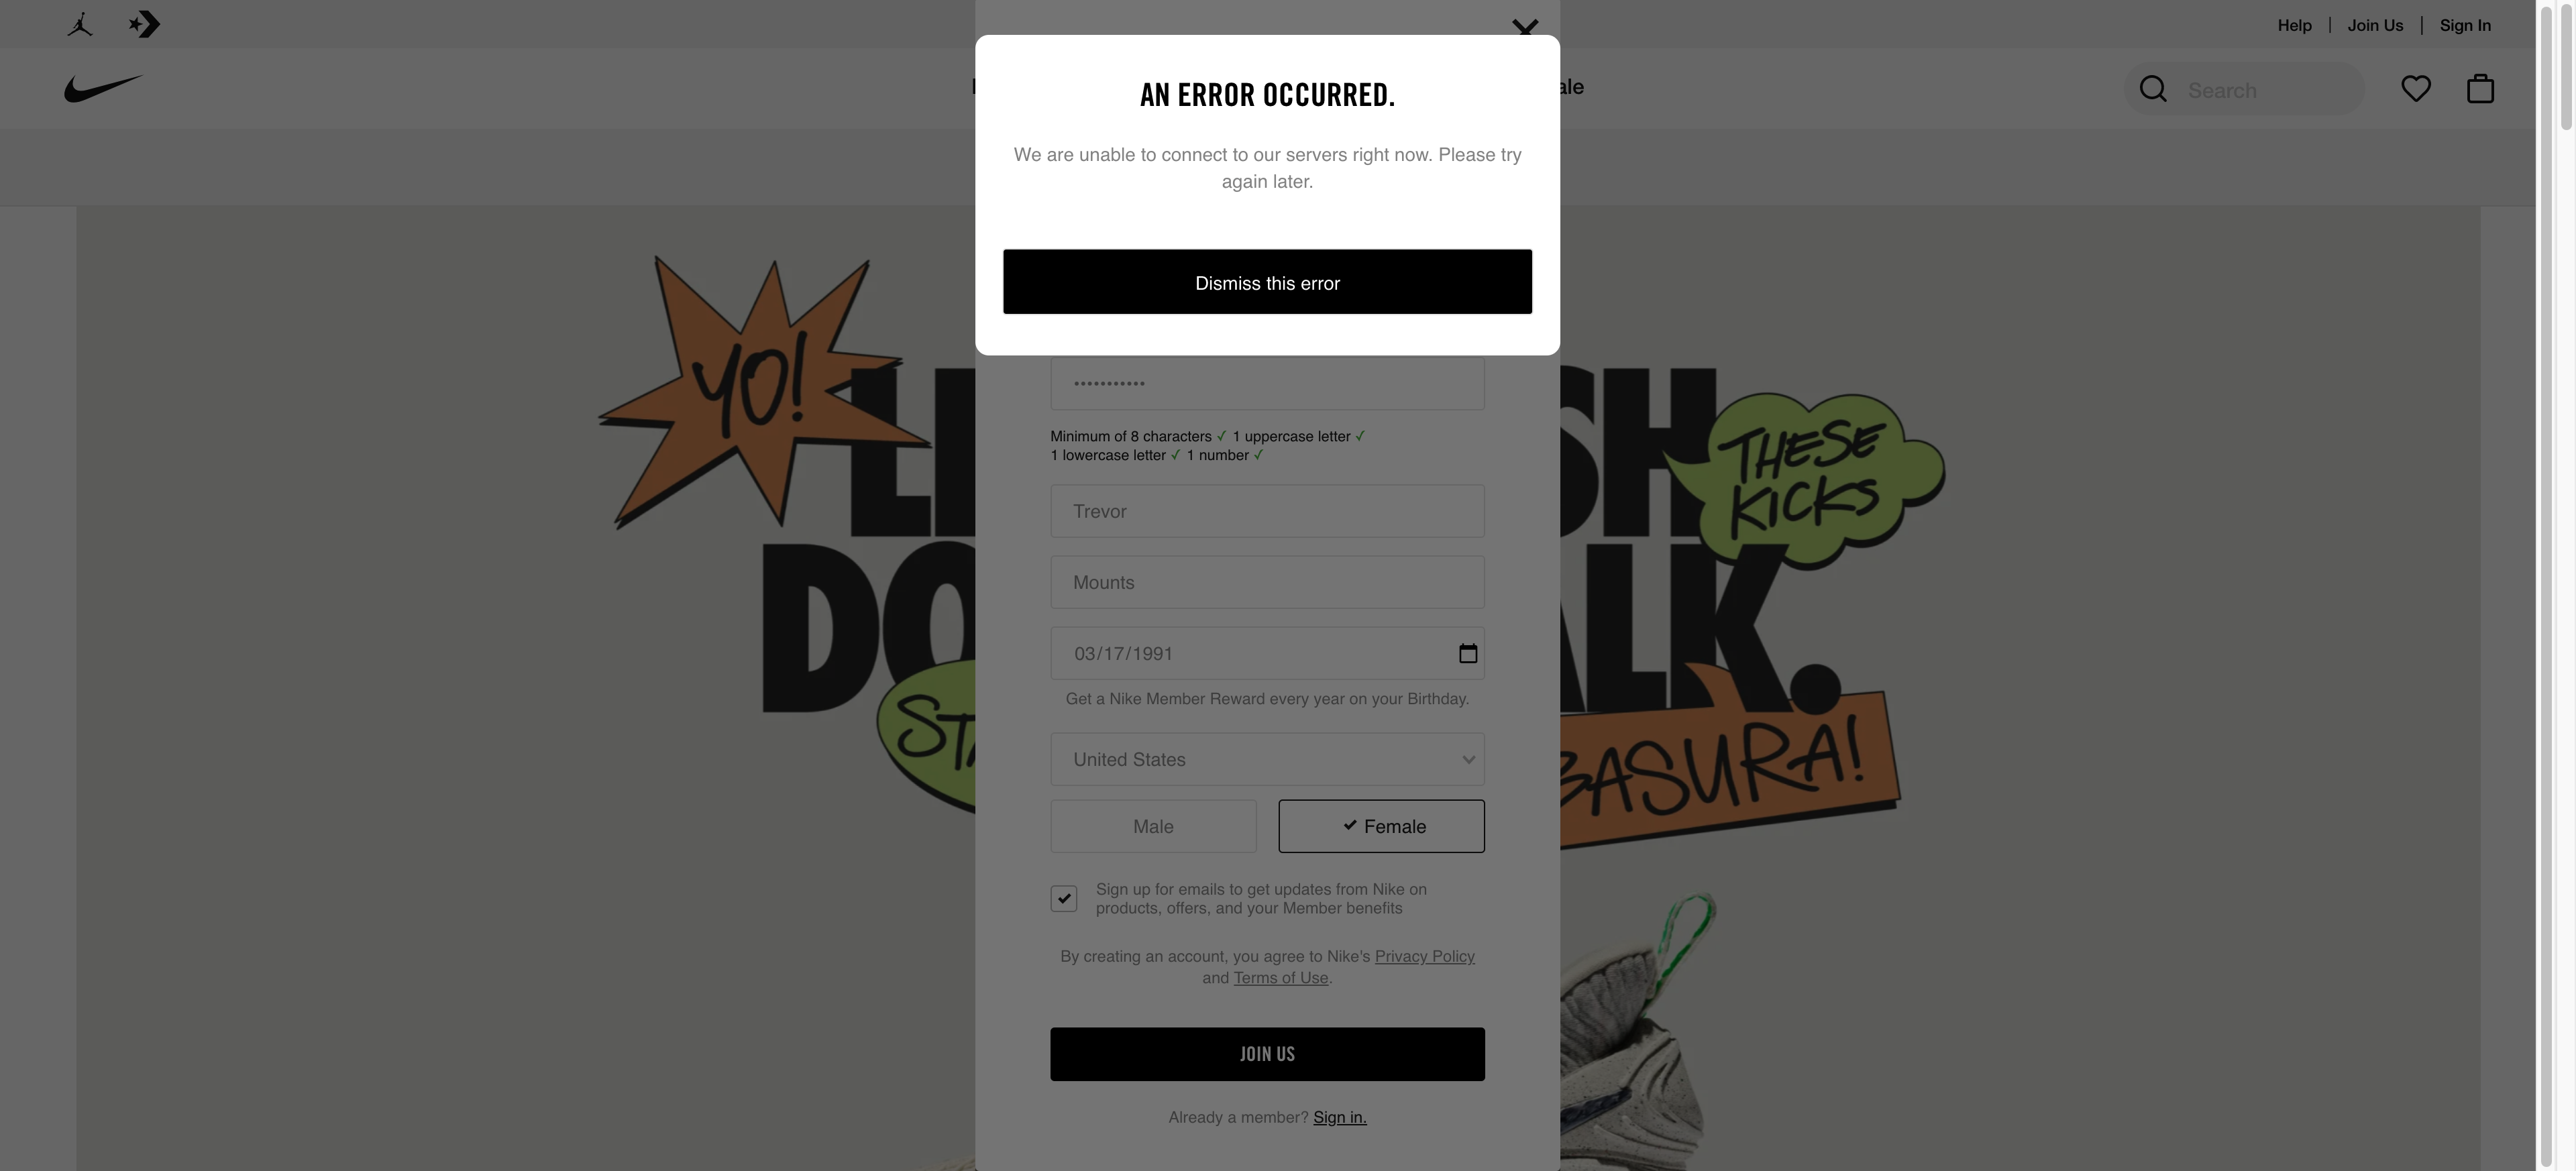 Help | Join Us | Sign In
ale
Search
AN ERROR OCCURRED.
We are unable to connect to our servers right now. Please try
again later.
Dismiss this error
•••••••••••
Minimum of 8 characters ✓ 1 uppercase letter ✓
1 lowercase letter ✓ 1 number ✓
Trevor
Mounts
03/17/1991
Get a Nike Member Reward every year on your Birthday.
United States
Male
Female
Sign up for emails to get updates from Nike on
products, offers, and your Member benefits
By creating an account, you agree to Nike's Privacy Policy
and Terms of Use.
JOIN US
Already a member? Sign in.
YO!
THESE
KICKS
DO
ALK.
ST
BASURA!